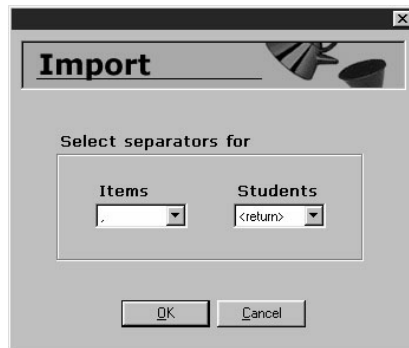 Import
Select separators for
Items Students
, <return>
OK Cancel